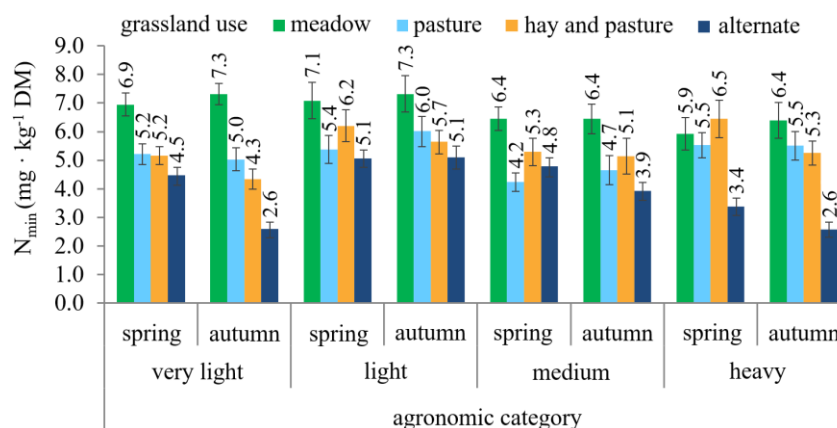 grassland use meadow pasture hay and pasture alternate
9.0
8.0
7.0
6.0
5.0
4.0
3.0
2.0
1.0
0.0
Nmin (mg · kg⁻¹ DM)
6.9 5.2 5.2 4.5 7.3 5.0 4.3 2.6 7.1 5.4 6.2 5.1 7.3 6.0 5.7 5.1 6.4 4.2 5.3 4.8 6.4 4.7 5.1 3.9 5.9 5.5 6.5 3.4 6.4 5.5 5.3 2.6
spring autumn spring autumn spring autumn spring autumn
very light light medium heavy
agronomic category